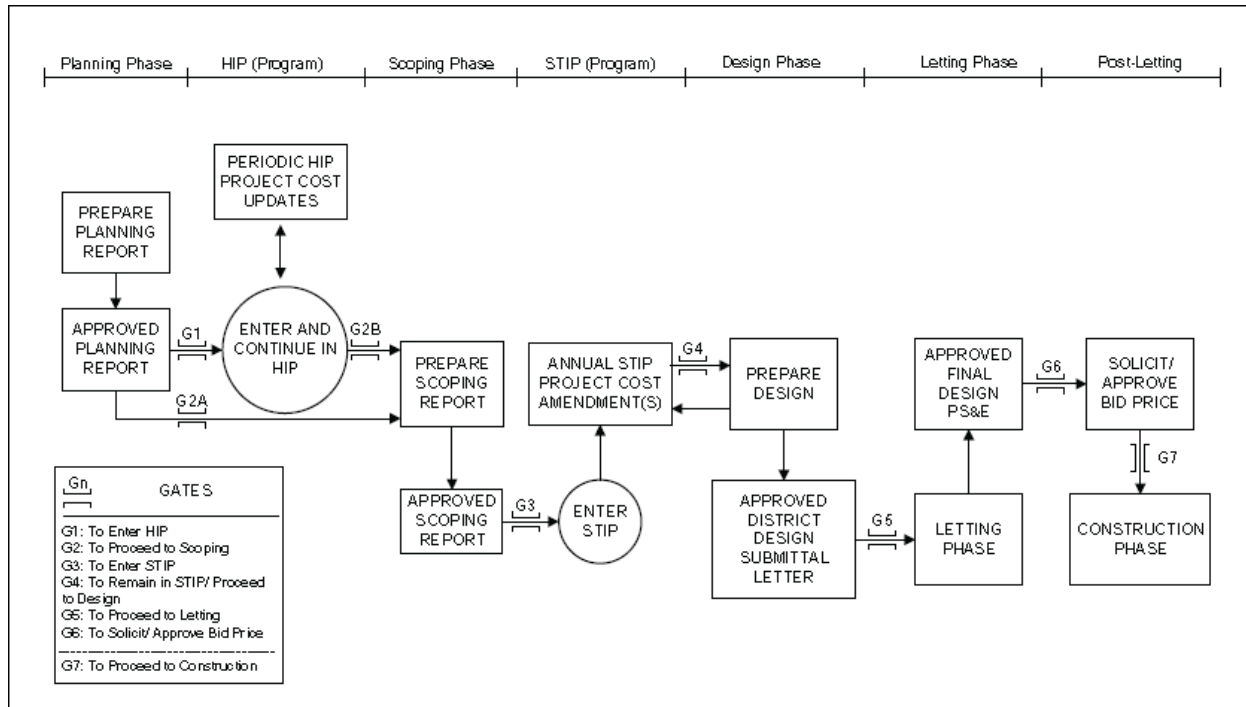 Planning Phase
HIP (Program)
Scoping Phase
STIP (Program)
Design Phase
Letting Phase
Post-Letting
PERIODIC HIP
PROJECT COST
UPDATES
PREPARE
PLANNING
REPORT
APPROVED
PLANNING
REPORT
G1
ENTER AND
CONTINUE IN
HIP
G2B
G2A
PREPARE
SCOPING
REPORT
APPROVED
SCOPING
REPORT
G3
ENTER
STIP
ANNUAL STIP
PROJECT COST
AMENDMENT(S)
G4
PREPARE
DESIGN
APPROVED
DISTRICT
DESIGN
SUBMITTAL
LETTER
G5
LETTING
PHASE
APPROVED
FINAL
DESIGN
PS&E
G6
SOLICIT/
APPROVE
BID PRICE
G7
CONSTRUCTION
PHASE
Gn
GATES
G1: To Enter HIP
G2: To Proceed to Scoping
G3: To Enter STIP
G4: To Remain in STIP/ Proceed
to Design
G5: To Proceed to Letting
G6: To Solicit/ Approve Bid Price
G7: To Proceed to Construction